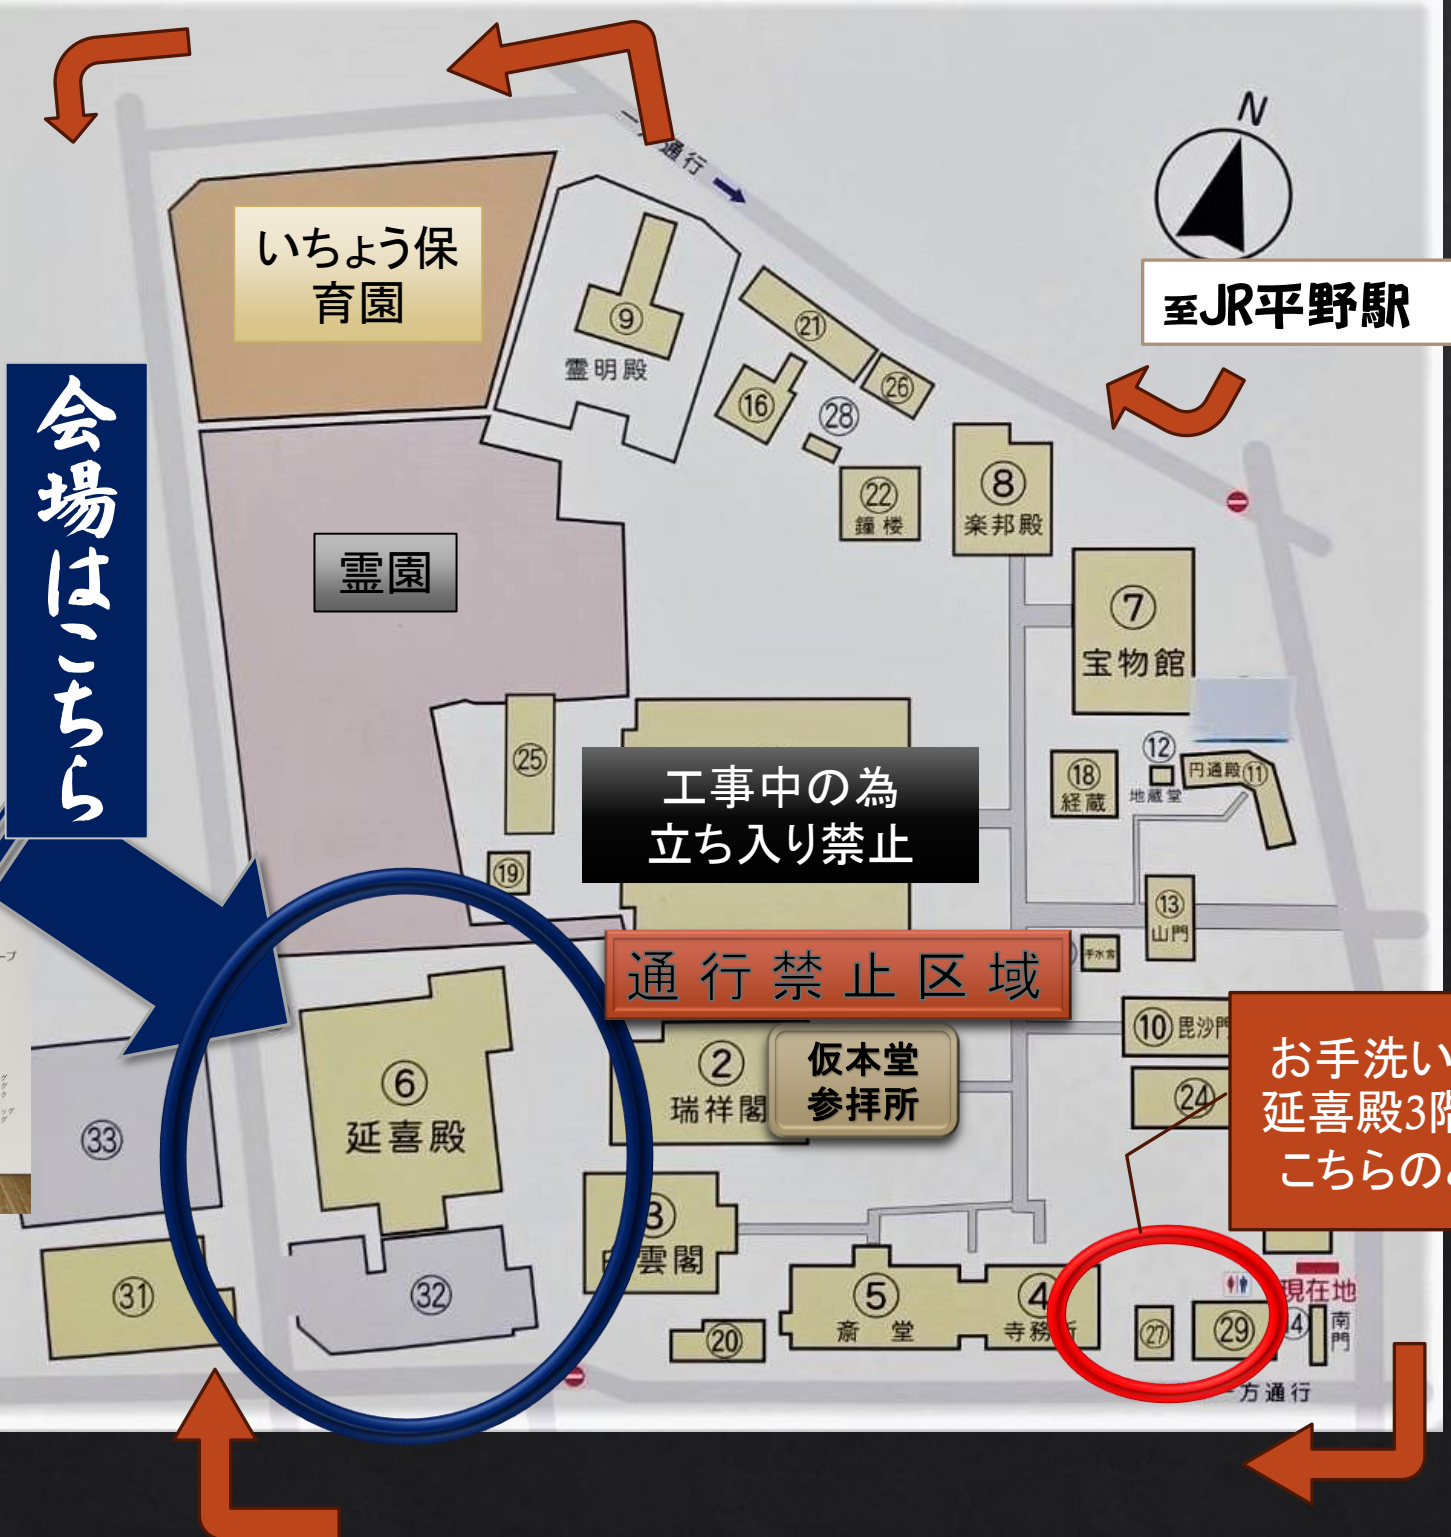 N
一方通行
いちょう保
育園
至JR平野駅
⑨
霊明殿
㉑
⑯
㉖
㉘
㉒
鐘楼
⑧
楽邦殿
会場はこちら
霊園
⑦
宝物館
㉕
工事中の為
立ち入り禁止
⑱
経蔵
⑫
地蔵堂
円通殿⑪
⑲
⑬
山門
通行禁止区域
手水舎
⑥
延喜殿
②
瑞祥閣
仮本堂
参拝所
⑩毘沙門
㉔
お手洗い
延喜殿3階
こちらの
㉝
③
白雲閣
㉛
㉜
⑳
⑤
斎堂
④
寺務所
㉗
㉙
現在地
⑭
南門
一方通行